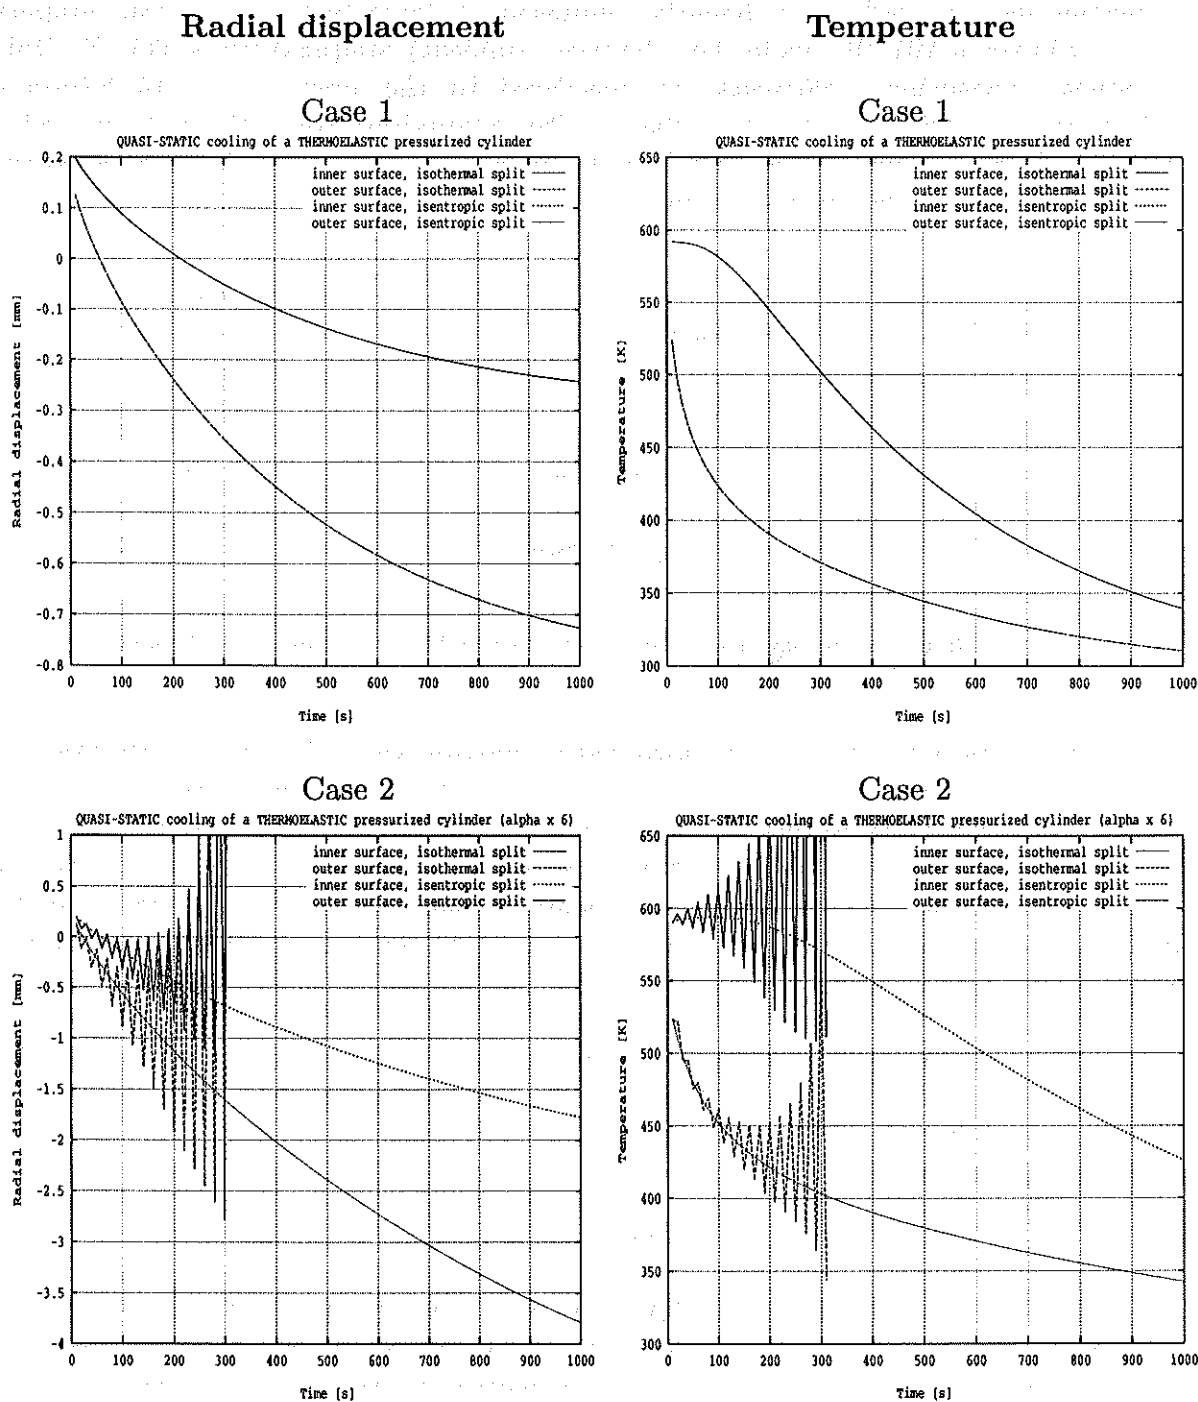 Radial displacement
Temperature
Case 1
QUASI-STATIC cooling of a THERMOELASTIC pressurized cylinder
inner surface, isothermal split
outer surface, isothermal split
inner surface, isentropic split
outer surface, isentropic split
0.2
0.1
0
-0.1
-0.2
-0.3
-0.4
-0.5
-0.6
-0.7
-0.8
Radial displacement [mm]
0 100 200 300 400 500 600 700 800 900 1000
Time [s]
Case 1
QUASI-STATIC cooling of a THERMOELASTIC pressurized cylinder
inner surface, isothermal split
outer surface, isothermal split
inner surface, isentropic split
outer surface, isentropic split
650
600
550
500
450
400
350
300
Temperature [K]
0 100 200 300 400 500 600 700 800 900 1000
Time [s]
Case 2
QUASI-STATIC cooling of a THERMOELASTIC pressurized cylinder (alpha x 6)
inner surface, isothermal split
outer surface, isothermal split
inner surface, isentropic split
outer surface, isentropic split
1
0.5
0
-0.5
-1
-1.5
-2
-2.5
-3
-3.5
-4
Radial displacement [mm]
0 100 200 300 400 500 600 700 800 900 1000
Time [s]
Case 2
QUASI-STATIC cooling of a THERMOELASTIC pressurized cylinder (alpha x 6)
inner surface, isothermal split
outer surface, isothermal split
inner surface, isentropic split
outer surface, isentropic split
650
600
550
500
450
400
350
300
Temperature [K]
0 100 200 300 400 500 600 700 800 900 1000
Time [s]